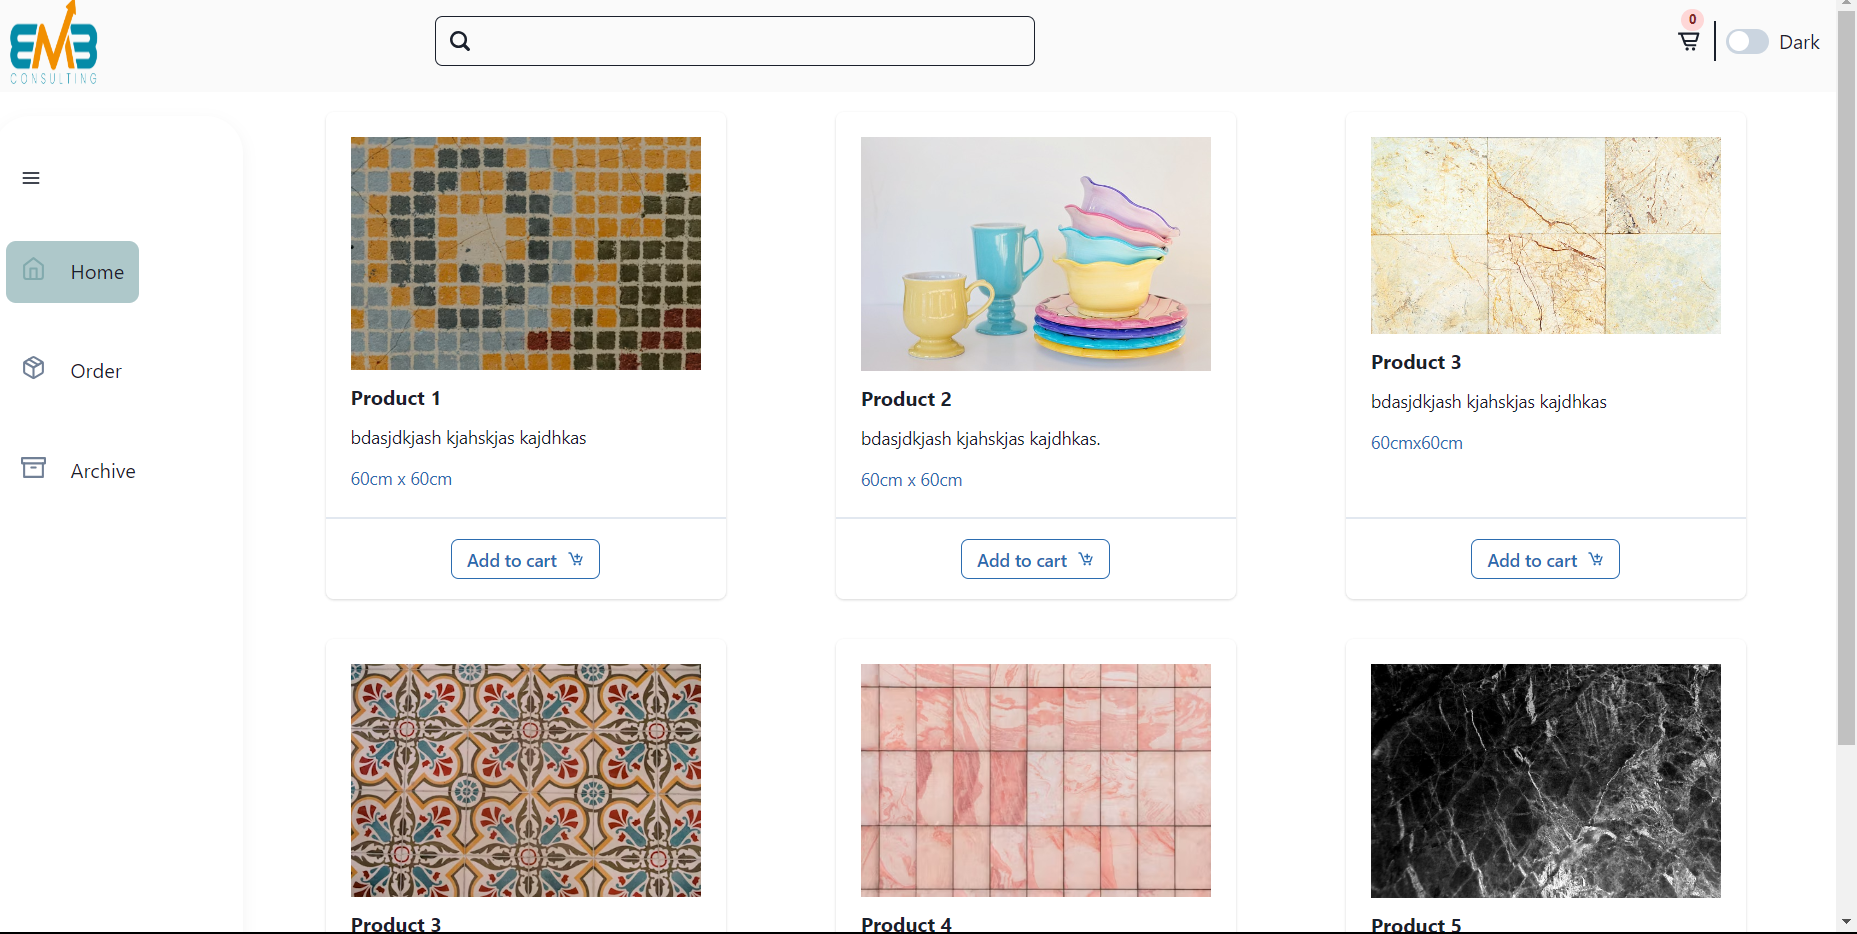 EMB
CONSULTING
0
Dark
Home
Order
Archive
Product 1
bdasjdkjash kjahskjas kajdhkas
60cm x 60cm
Add to cart
Product 2
bdasjdkjash kjahskjas kajdhkas.
60cm x 60cm
Add to cart
Product 3
bdasjdkjash kjahskjas kajdhkas
60cmx60cm
Add to cart
Product 3
Product 4
Product 5